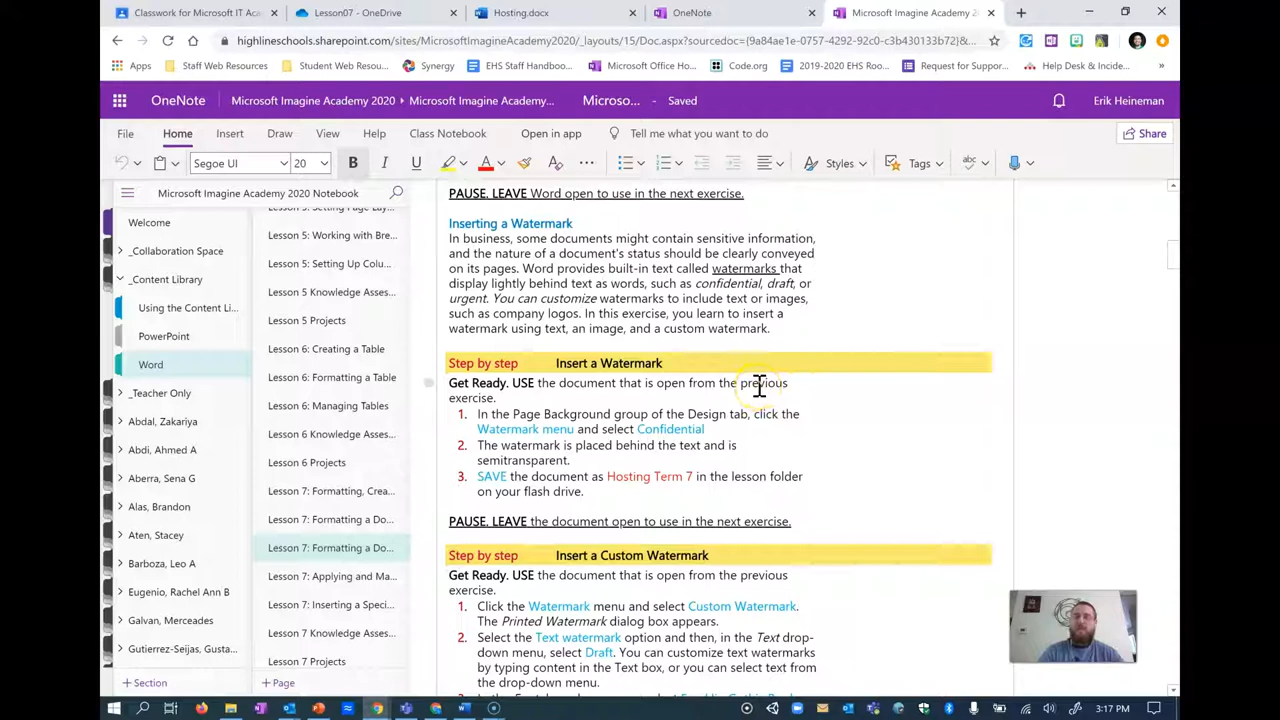 Classwork for Microsoft IT Aca
Lesson07 - OneDrive
Hosting.docx
OneNote
Microsoft Imagine Academy 20
highlineschools.sharepoint.com/sites/MicrosoftImagineAcademy2020/_layouts/15/Doc.aspx?sourcedoc={9a84ae1e-0757-4292-92c0-c3b430133b72}&...
Apps
Staff Web Resources
Student Web Resou...
Synergy
EHS Staff Handboo...
Microsoft Office Ho...
Code.org
2019-2020 EHS Roo...
Request for Suppor...
Help Desk & Incide...
»
OneNote
Microsoft Imagine Academy 2020 › Microsoft Imagine Academy...
Microso... - Saved
Erik Heineman
File
Home
Insert
Draw
View
Help
Class Notebook
Open in app
Tell me what you want to do
Share
Segoe UI
20
B
I
U
A
Styles
Tags
abc
Microsoft Imagine Academy 2020 Notebook
Welcome
_Collaboration Space
_Content Library
Using the Content Li...
PowerPoint
Word
_Teacher Only
Abdal, Zakariya
Abdi, Ahmed A
Aberra, Sena G
Alas, Brandon
Aten, Stacey
Barboza, Leo A
Eugenio, Rachel Ann B
Galvan, Merceades
Gutierrez-Seijas, Gusta...
+ Section
Lesson 5: Setting Page Lay...
Lesson 5: Working with Bre...
Lesson 5: Setting Up Colu...
Lesson 5 Knowledge Asses...
Lesson 5 Projects
Lesson 6: Creating a Table
Lesson 6: Formatting a Table
Lesson 6: Managing Tables
Lesson 6 Knowledge Asses...
Lesson 6 Projects
Lesson 7: Formatting, Crea...
Lesson 7: Formatting a Do...
Lesson 7: Formatting a Do...
Lesson 7: Applying and Ma...
Lesson 7: Inserting a Speci...
Lesson 7 Knowledge Asses...
Lesson 7 Projects
+ Page
PAUSE. LEAVE Word open to use in the next exercise.
Inserting a Watermark
In business, some documents might contain sensitive information,
and the nature of a document's status should be clearly conveyed
on its pages. Word provides built-in text called watermarks that
display lightly behind text as words, such as confidential, draft, or
urgent. You can customize watermarks to include text or images,
such as company logos. In this exercise, you learn to insert a
watermark using text, an image, and a custom watermark.
Step by step Insert a Watermark
Get Ready. USE the document that is open from the previous
exercise.
1. In the Page Background group of the Design tab, click the
Watermark menu and select Confidential
2. The watermark is placed behind the text and is
semitransparent.
3. SAVE the document as Hosting Term 7 in the lesson folder
on your flash drive.
PAUSE. LEAVE the document open to use in the next exercise.
Step by step Insert a Custom Watermark
Get Ready. USE the document that is open from the previous
exercise.
1. Click the Watermark menu and select Custom Watermark.
The Printed Watermark dialog box appears.
2. Select the Text watermark option and then, in the Text drop-
down menu, select Draft. You can customize text watermarks
by typing content in the Text box, or you can select text from
the drop-down menu.
3:17 PM